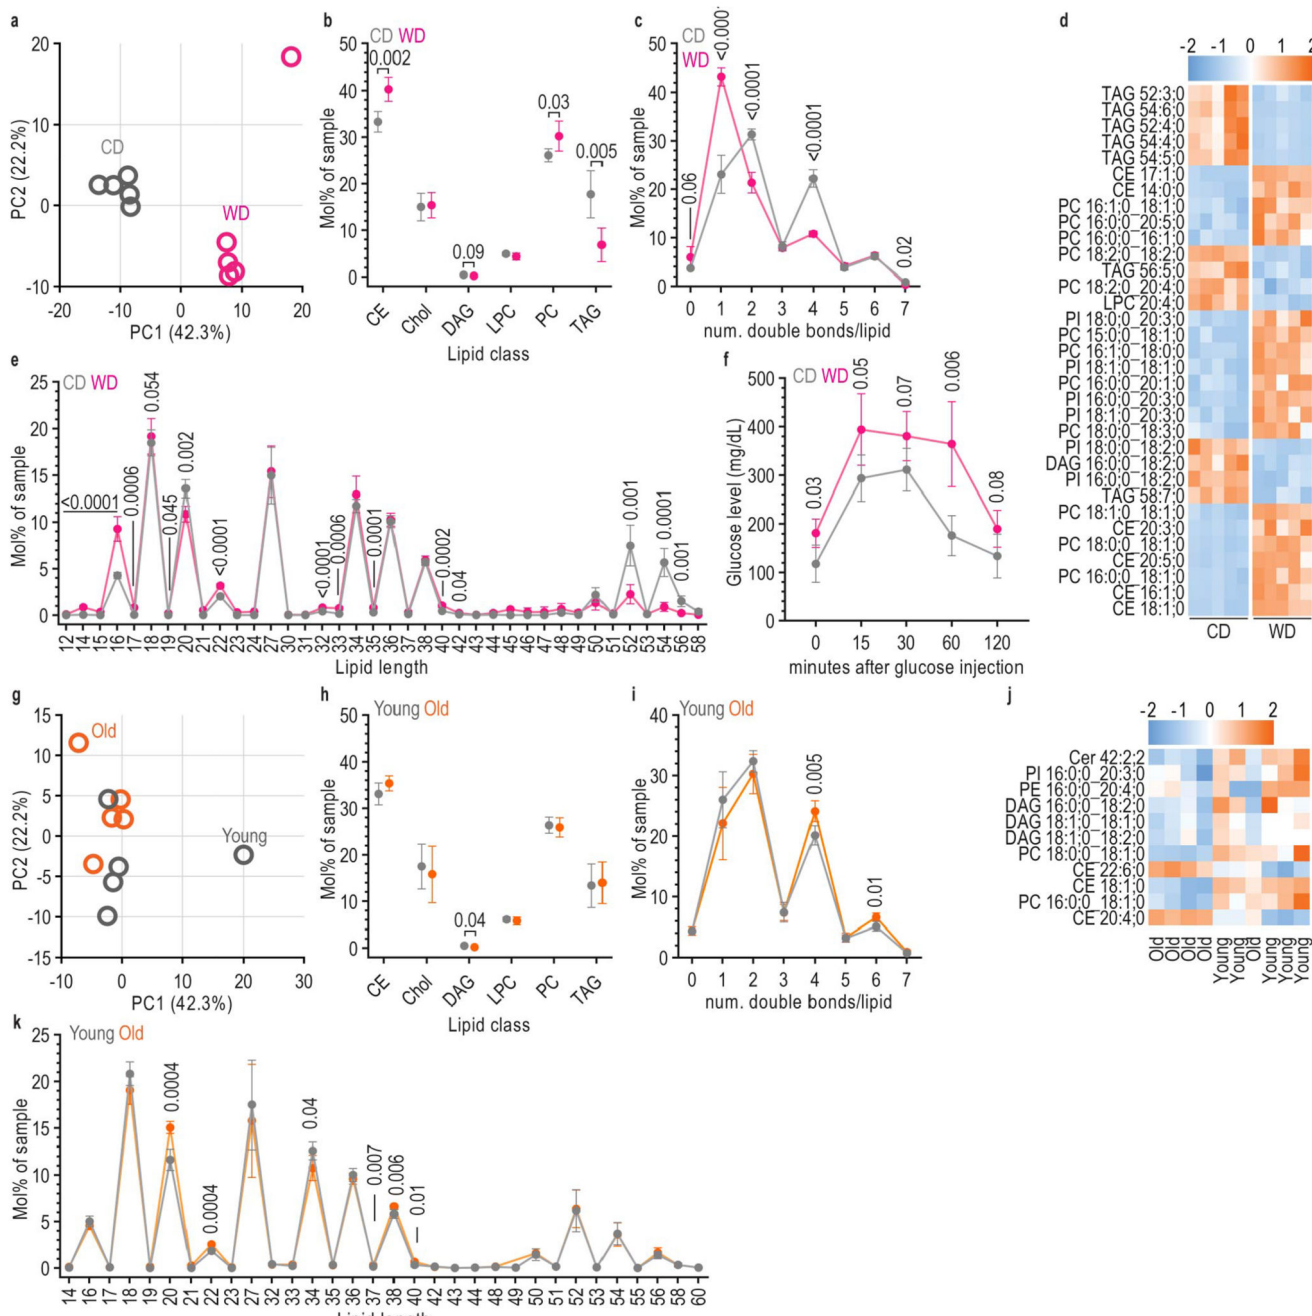 a
20
10
0
-10
PC2 (22.2%)
CD
WD
-20 -10 0 10 20
PC1 (42.3%)
b
CD WD
50
40
30
20
10
0
Mol% of sample
0.002
0.09
0.03
0.005
CE Chol DAG LPC PC TAG
Lipid class
c
CD
WD
50
40
30
20
10
0
Mol% of sample
0.06
<0.0001
<0.0001
0.02
0 1 2 3 4 5 6 7
num. double bonds/lipid
d
-2 -1 0 1 2
TAG 52:3;0
TAG 54:6;0
TAG 52:4;0
TAG 54:4;0
TAG 54:5;0
CE 17:1;0
CE 14:0;0
PC 16:1;0_18:1;0
PC 16:0;0_20:5;0
PC 16:0;0_16:1;0
PC 18:2;0_18:2;0
TAG 56:5;0
PC 18:2;0_20:4;0
LPC 20:4;0
PI 18:0;0_20:3;0
PC 15:0;0_18:1;0
PC 16:1;0_18:0;0
PI 18:1;0_18:1;0
PC 16:0;0_20:1;0
PI 16:0;0_20:3;0
PI 18:1;0_20:3;0
PC 18:0;0_18:3;0
PI 18:0;0_18:2;0
DAG 16:0;0_18:2;0
PI 16:0;0_18:2;0
TAG 58:7;0
PC 18:1;0_18:1;0
CE 20:3;0
PC 18:0;0_18:1;0
CE 20:5;0
PC 16:0;0_18:1;0
CE 16:1;0
CE 18:1;0
CD WD
e
CD WD
25
20
15
10
5
0
Mol% of sample
<0.0001
0.0006
0.054
0.045
0.002
<0.0001
<0.0001
0.0006
0.0001
0.0002
0.04
0.0001
0.0001
0.001
12 14 15 16 17 18 19 20 21 22 23 24 27 30 31 32 33 34 35 36 37 38 40 42 43 44 45 46 47 48 49 50 51 52 53 54 56 58
Lipid length
f
CD WD
500
400
300
200
100
0
Glucose level (mg/dL)
0.03
0.05
0.07
0.006
0.08
0 15 30 60 120
minutes after glucose injection
g
15
10
5
0
-5
-10
-15
PC2 (22.2%)
Old
Young
-10 0 10 20 30
PC1 (42.3%)
h
Young Old
50
40
30
20
10
0
Mol% of sample
0.04
CE Chol DAG LPC PC TAG
Lipid class
i
Young Old
40
30
20
10
0
Mol% of sample
0.005
0.01
0 1 2 3 4 5 6 7
num. double bonds/lipid
j
-2 -1 0 1 2
Cer 42:2;2
PI 16:0;0_20:3;0
PE 16:0;0_20:4;0
DAG 16:0;0_18:2;0
DAG 18:1;0_18:1;0
DAG 18:1;0_18:2;0
PC 18:0;0_18:1;0
CE 22:6;0
CE 18:1;0
PC 16:0;0_18:1;0
CE 20:4;0
Old Old Old Old Young Young Old Young Young Young
k
Young Old
25
20
15
10
5
0
Mol% of sample
0.0004
0.0004
0.04
0.007
0.006
0.01
14 16 17 18 19 20 21 22 23 27 32 33 34 35 36 37 38 40 42 43 44 48 49 50 51 52 53 54 55 56 58 60